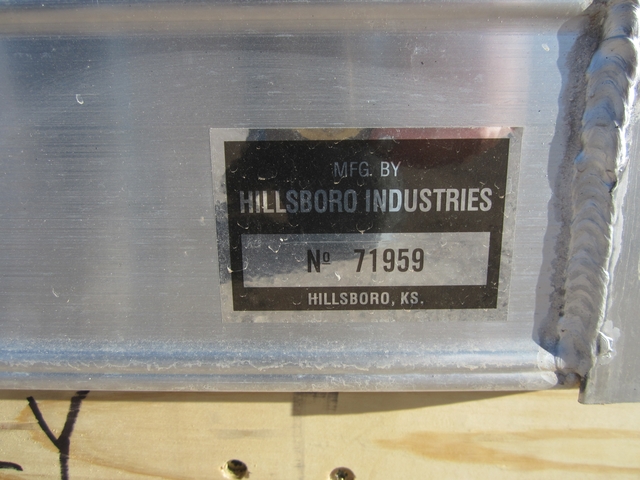 MFG. BY
HILLSBORO INDUSTRIES
Nº 71959
HILLSBORO, KS.